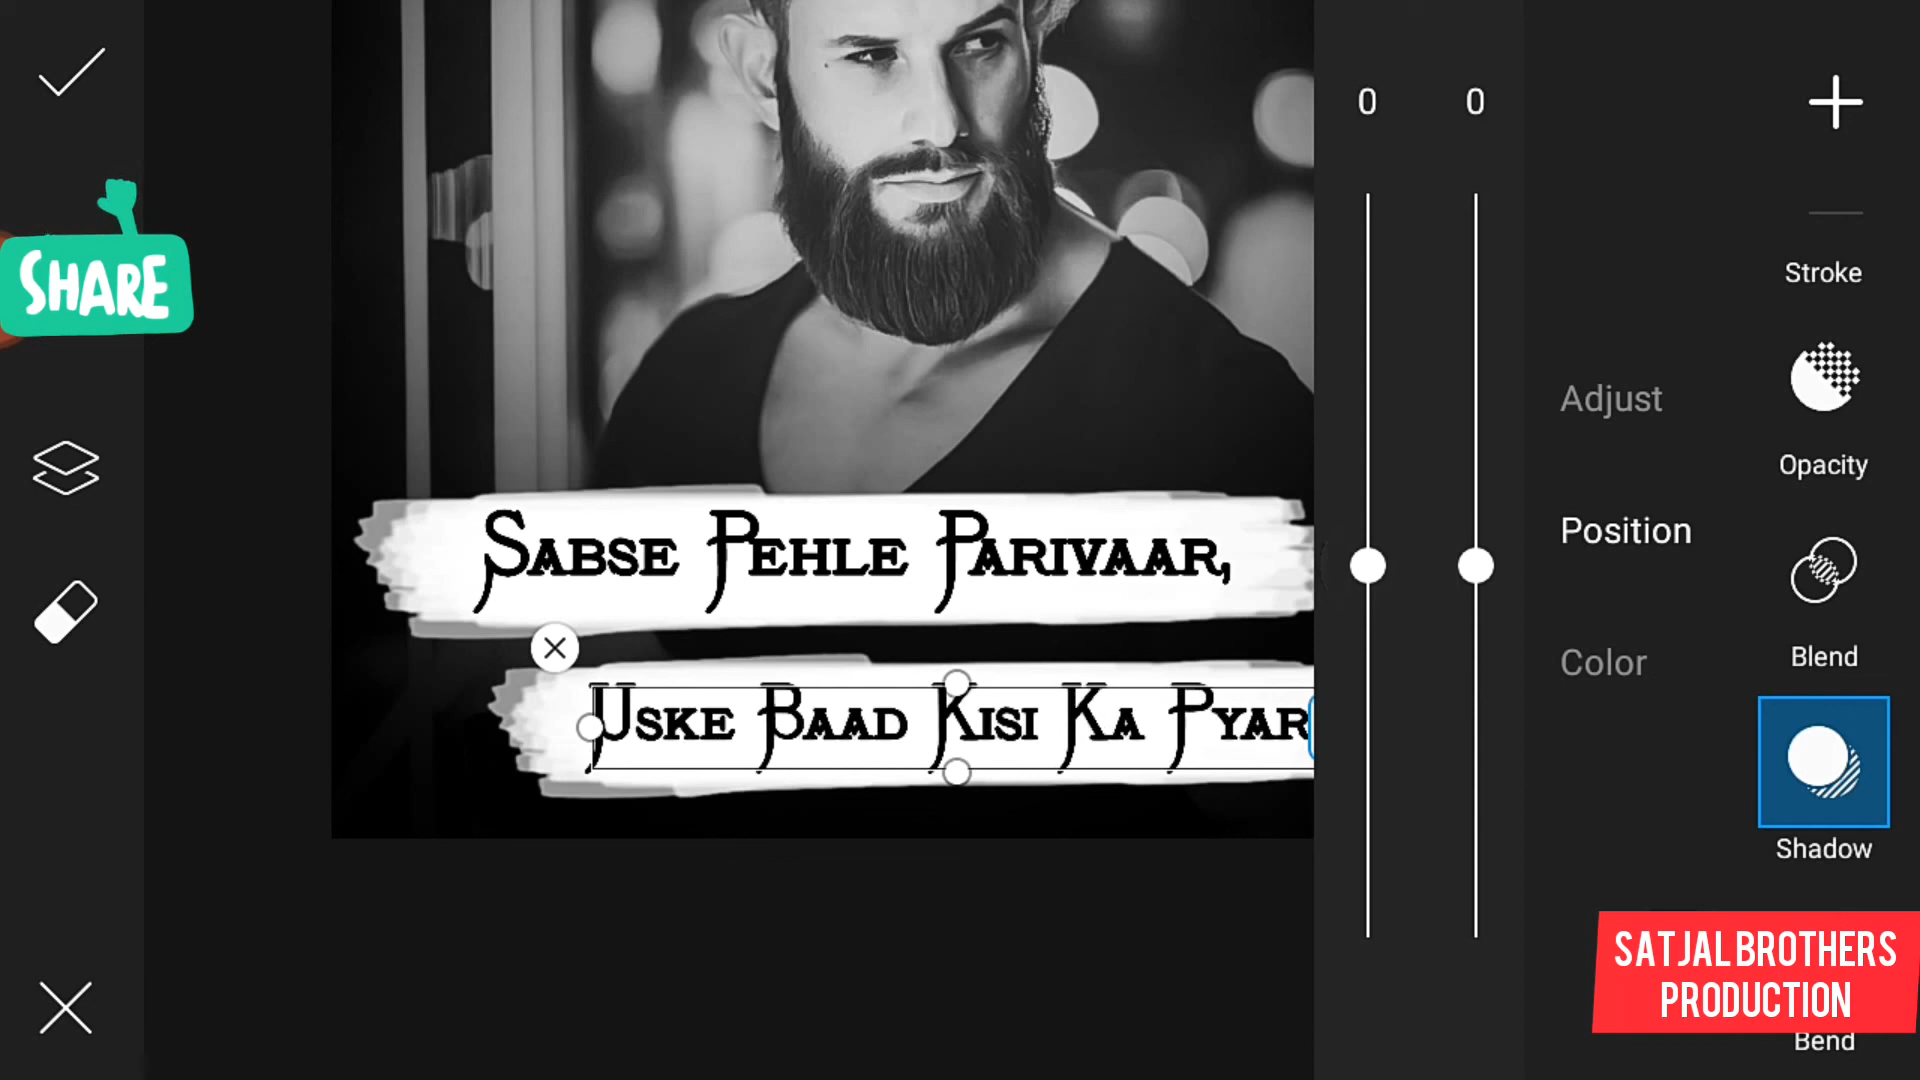 SHARE
0 0
Stroke
Adjust
Opacity
Position
Blend
Color
Shadow
Bend
SABSE PEHLE PARIVAAR,
USKE BAAD KISI KA PYAR
SATJAL BROTHERS
PRODUCTION